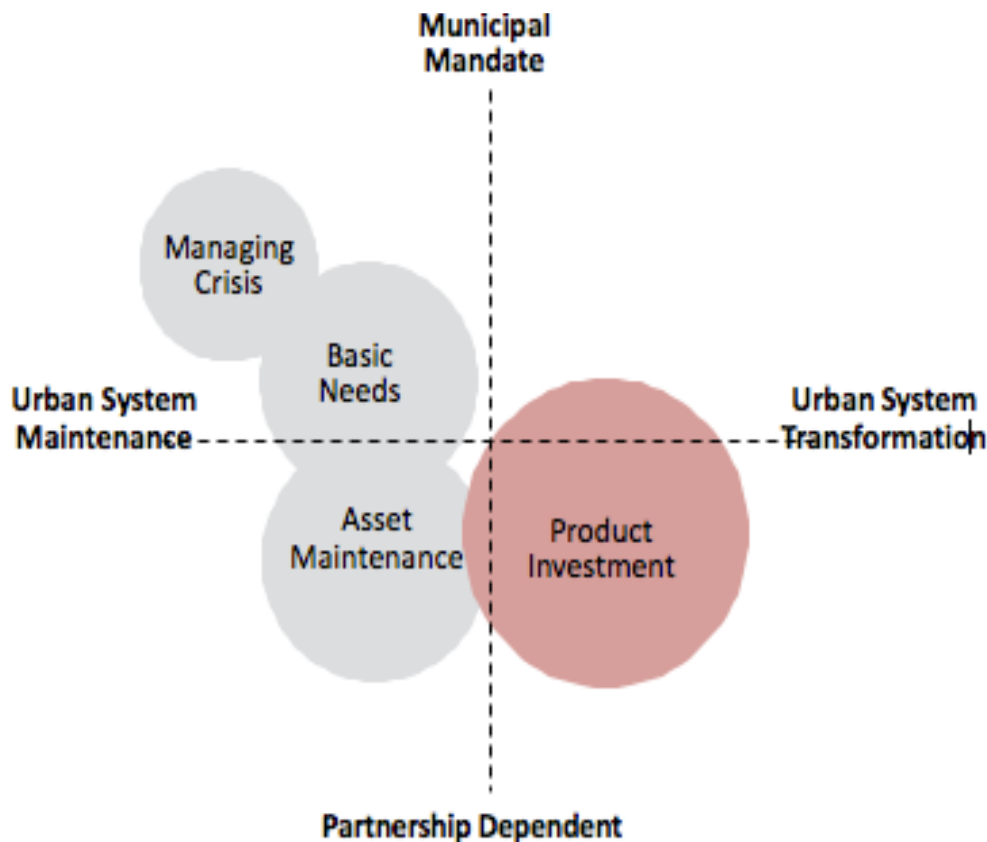 Municipal
Mandate
Managing
Crisis
Basic
Needs
Urban System
Maintenance
Urban System
Transformation
Asset
Maintenance
Product
Investment
Partnership Dependent